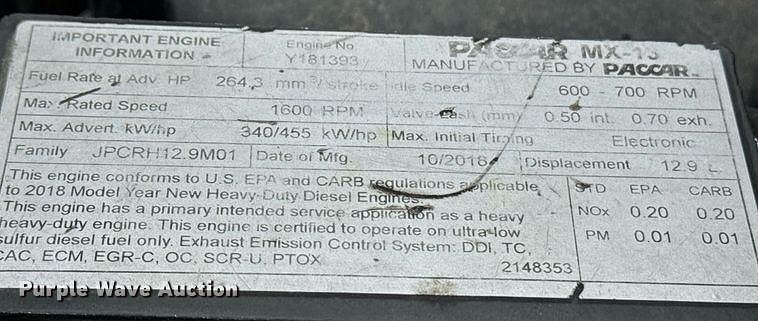 IMPORTANT ENGINE INFORMATION
Engine No
Y181393
PACCAR MX-13
MANUFACTURED BY PACCAR
Fuel Rate at Adv. HP 264.3 mm³/stroke Idle Speed 600 - 700 RPM
Max. Rated Speed 1600 RPM Valve Lash (mm) 0.50 int. 0.70 exh.
Max. Advert. kW/hp 340/455 kW/hp Max. Initial Timing Electronic
Family JPCRH12.9M01 Date of Mfg. 10/2016 Displacement 12.9 L
This engine conforms to U.S. EPA and CARB regulations applicable
to 2018 Model Year New Heavy-Duty Diesel Engines.
This engine has a primary intended service application as a heavy
heavy-duty engine. This engine is certified to operate on ultra-low
sulfur diesel fuel only. Exhaust Emission Control System: DDI, TC,
CAC, ECM, EGR-C, OC, SCR-U, PTOX
STD EPA CARB
NOx 0.20 0.20
PM 0.01 0.01
2148353
Purple Wave Auction